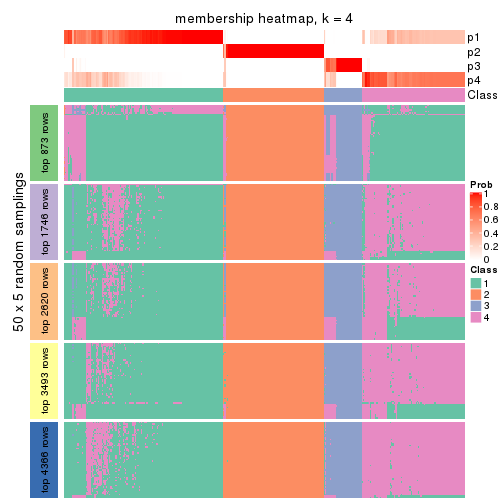 membership heatmap, k = 4
p1
p2
p3
p4
Class
50 x 5 random samplings
top 873 rows
top 1746 rows
top 2620 rows
top 3493 rows
top 4366 rows
Prob
1
0.8
0.6
0.4
0.2
0
Class
1
2
3
4